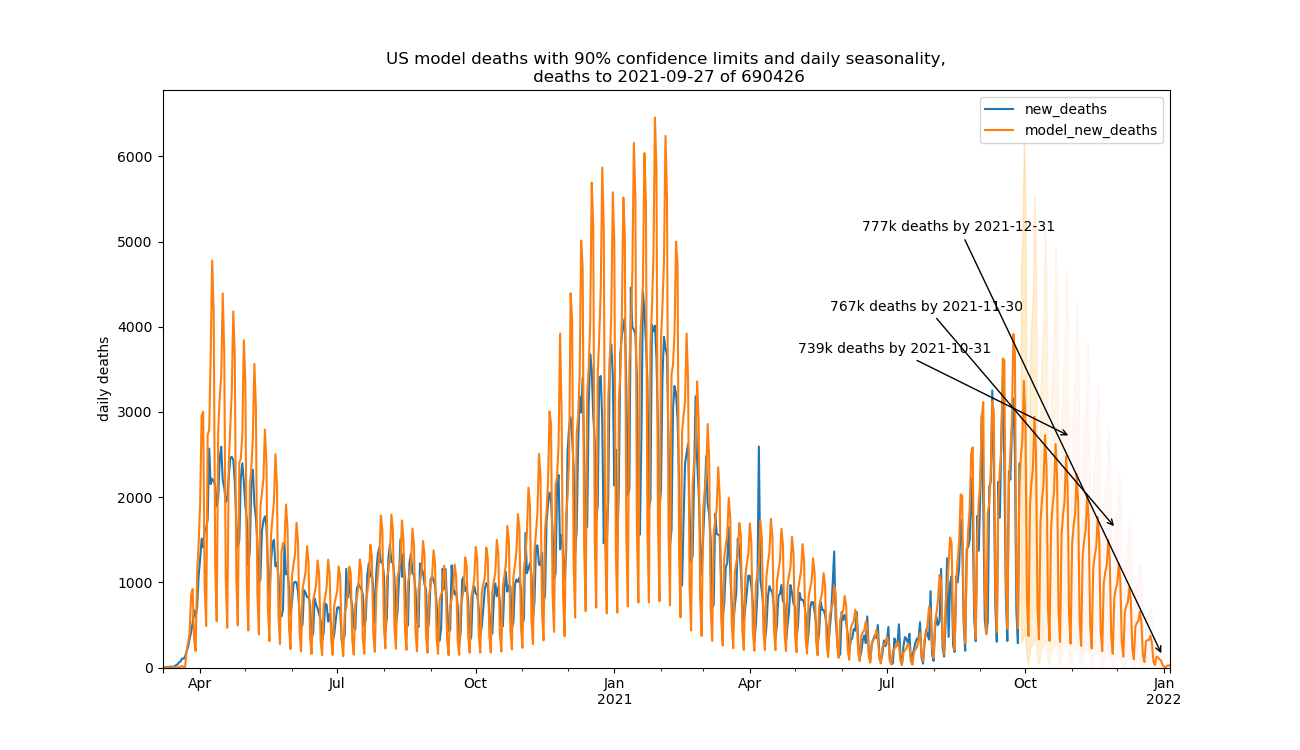 US model deaths with 90% confidence limits and daily seasonality,
deaths to 2021-09-27 of 690426
new_deaths
model_new_deaths
777k deaths by 2021-12-31
767k deaths by 2021-11-30
739k deaths by 2021-10-31
daily deaths
6000
5000
4000
3000
2000
1000
0
Apr
Jul
Oct
Jan
2021
Apr
Jul
Oct
Jan
2022